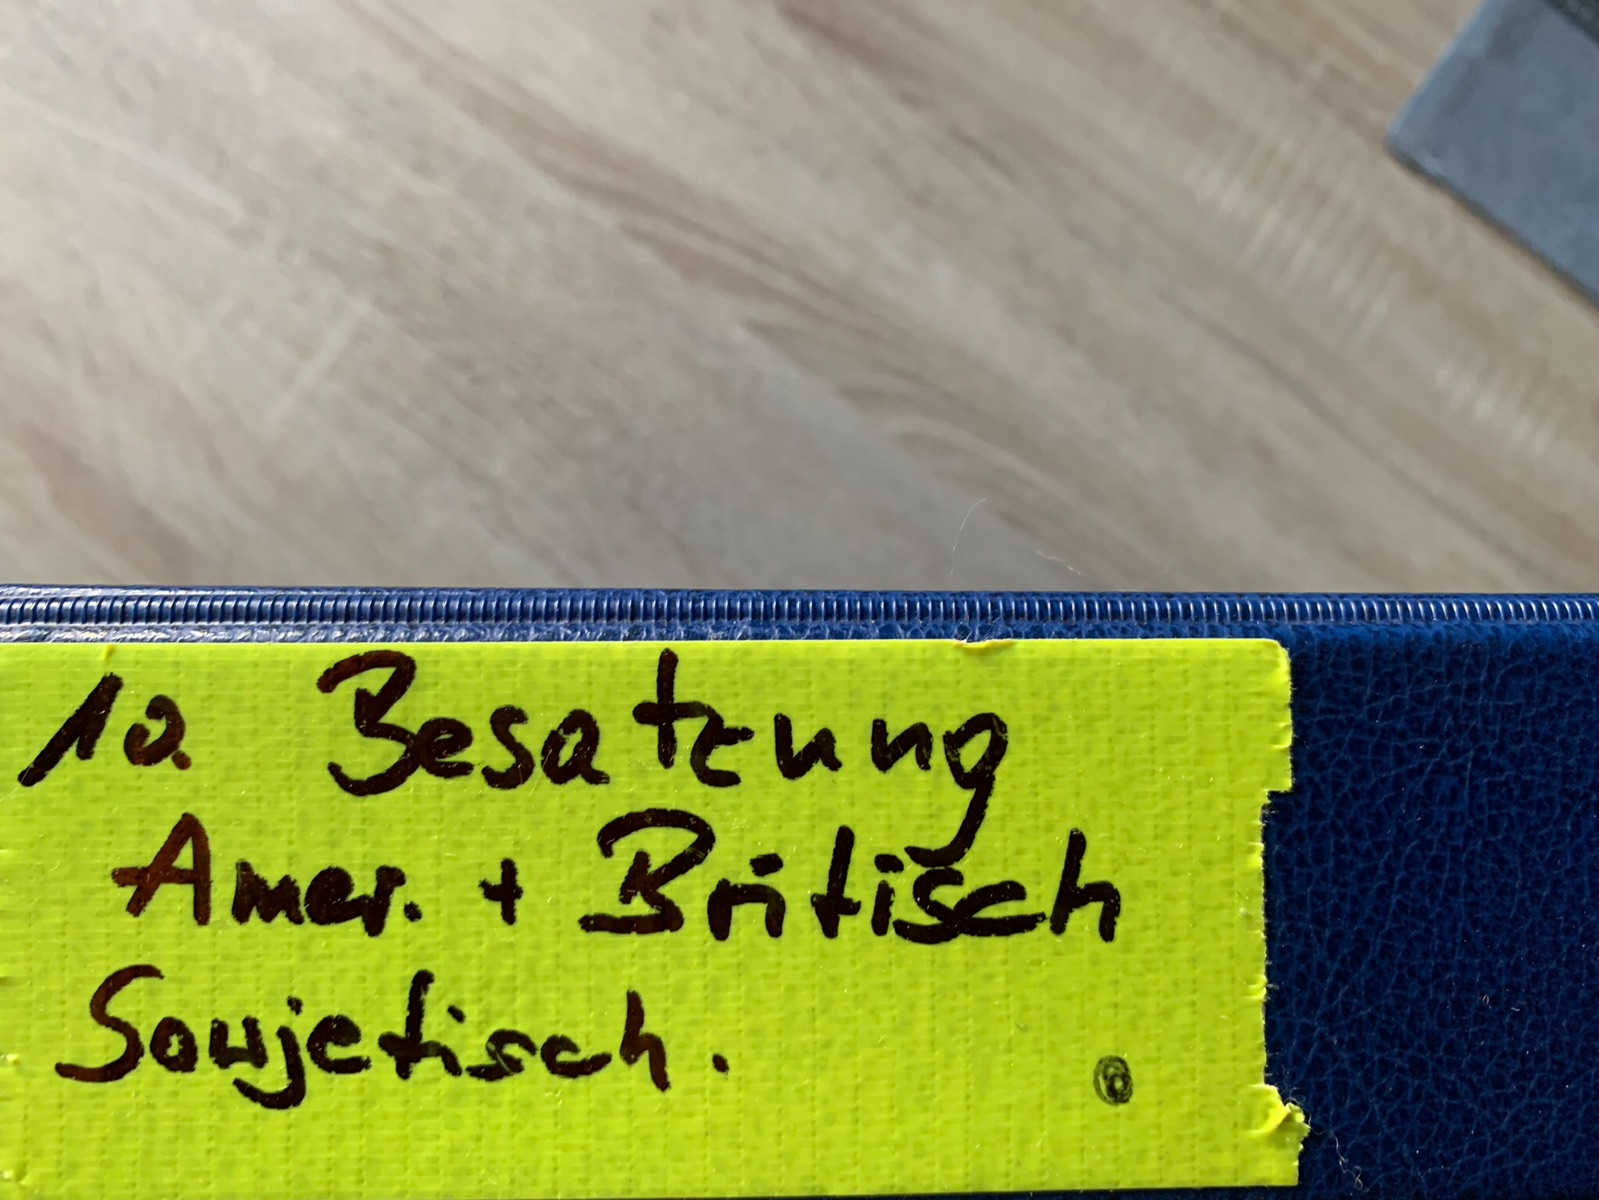 10. Besatzung
Amer. + Britisch
Sowjetisch.